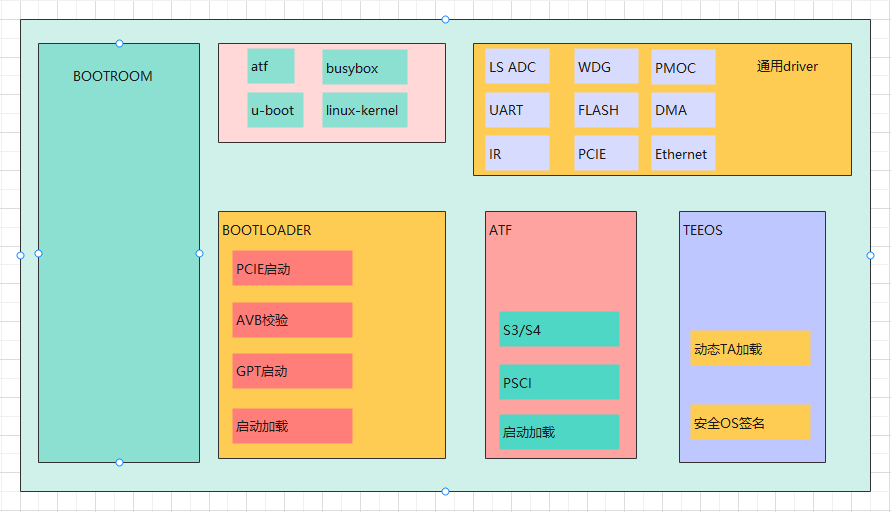 BOOTROOM
atf
busybox
u-boot
linux-kernel
LS ADC
WDG
PMOC
通用driver
UART
FLASH
DMA
IR
PCIE
Ethernet
BOOTLOADER
PCIE启动
AVB校验
GPT启动
启动加载
ATF
S3/S4
PSCI
启动加载
TEEOS
动态TA加载
安全OS签名